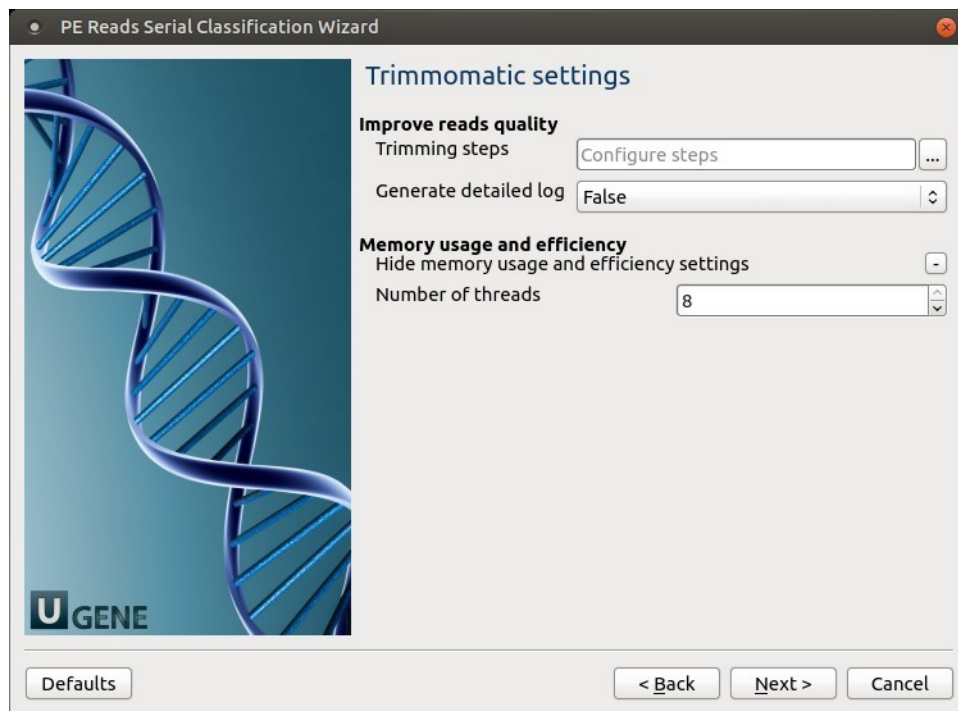 PE Reads Serial Classification Wizard
Trimmomatic settings
Improve reads quality
Trimming steps Configure steps ...
Generate detailed log False
Memory usage and efficiency
Hide memory usage and efficiency settings -
Number of threads 8
U GENE
Defaults < Back Next > Cancel